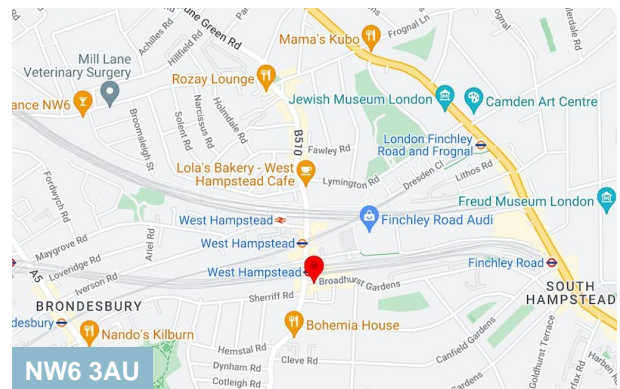 Frognal Ln
une Green Rd
Achilles Rd
Hillfield Rd
Mama's Kubo
Mill Lane
Veterinary Surgery
Rozay Lounge
ance NW6
Jewish Museum London
Camden Art Centre
Broomsleigh St
Solent Rd
Narcissus Rd
Holmdale Rd
B510
Fawley Rd
London Finchley
Road and Frognal
Lola's Bakery - West
Hampstead Cafe
Lymington Rd
Dresden Cl
Lithos Rd
Fordwych Rd
Freud Museum London
West Hampstead
Finchley Road Audi
Ariel Rd
Maygrove Rd
West Hampstead
Loveridge Rd
West Hampstead
Finchley Road
A5
Iverson Rd
Broadhurst Gardens
SOUTH
HAMPSTEAD
BRONDESBURY
Sherriff Rd
desbury
Nando's Kilburn
Bohemia House
Canfield Gardens
Goldhurst Terrace
Hemstal Rd
Dynham Rd
Cleve Rd
Cotleigh Rd
Harben R
NW6 3AU